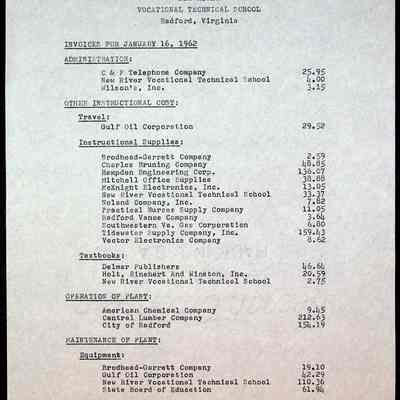 VOCATIONAL TECHNICAL SCHOOL
Radford, Virginia
INVOICES FOR JANUARY 16, 1962
ADMINISTRATION:
C & P Telephone Company 25.95
New River Vocational Technical School 4.00
Wilson's, Inc. 3.15
OTHER INSTRUCTIONAL COST:
Travel:
Gulf Oil Corporation 29.52
Instructional Supplies:
Brodhead-Garrett Company 2.59
Charles Bruning Company 48.85
Hampden Engineering Corp. 136.07
Mitchell Office Supplies 38.88
McKnight Electronics, Inc. 13.05
New River Vocational Technical School 33.37
Noland Company, Inc. 7.82
Practical Nurses Supply Company 11.05
Radford Vance Company 3.64
Southwestern Va. Gas Corporation 4.80
Tidewater Supply Company, Inc. 159.43
Vector Electronics Company 8.62
Textbooks:
Delmar Publishers 46.64
Holt, Rinehart and Winston, Inc. 20.59
New River Vocational Technical School 2.75
OPERATION OF PLANT:
American Chemical Company 9.45
Central Lumber Company 212.63
City of Radford 154.19
MAINTENANCE OF PLANT:
Equipment:
Brodhead-Garrett Company 19.10
Gulf Oil Corporation 42.29
New River Vocational Technical School 110.36
State Board of Education 61.94